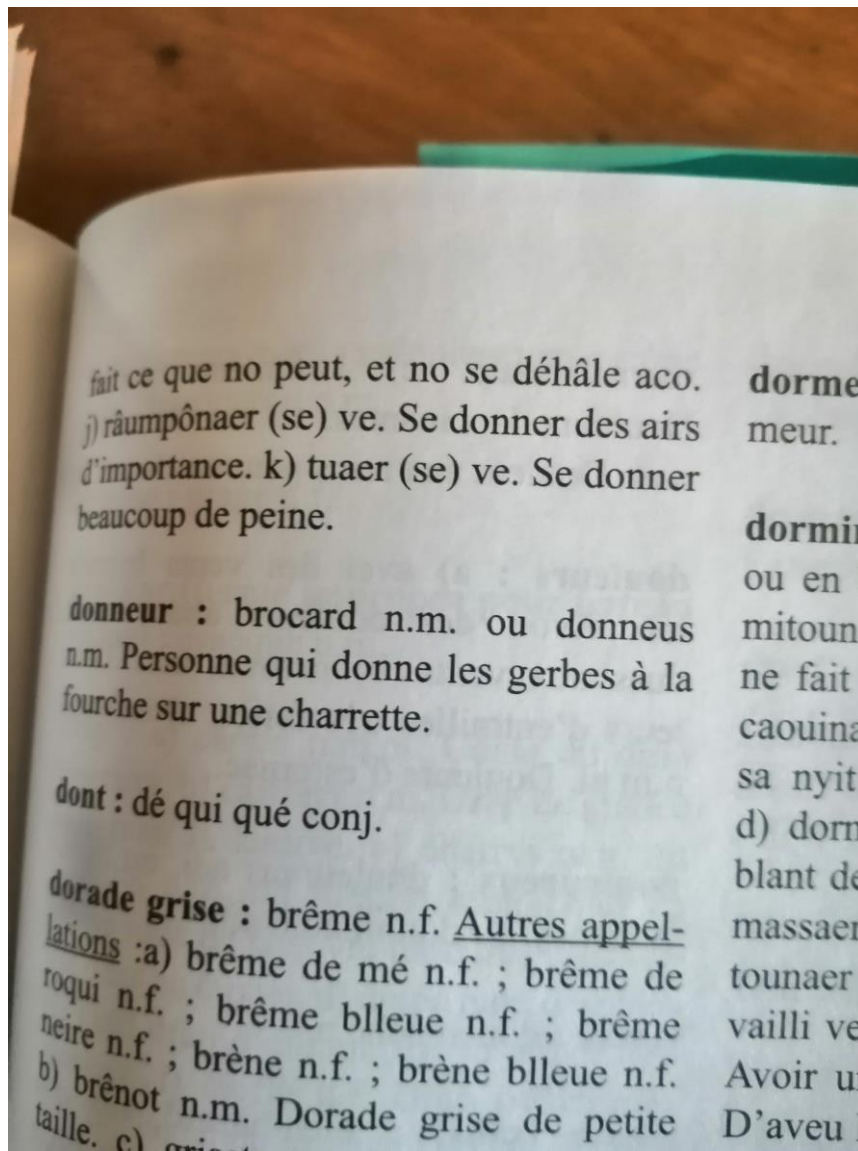 fait ce que no peut, et no se déhâle aco.
j) râumpônaer (se) ve. Se donner des airs
d'importance. k) tuaer (se) ve. Se donner
beaucoup de peine.
donneur : brocard n.m. ou donneus
n.m. Personne qui donne les gerbes à la
fourche sur une charrette.
dont : dé qui qué conj.
dorade grise : brême n.f. Autres appel-
lations :a) brême de mé n.f. ; brême de
roqui n.f. ; brême blleue n.f. ; brême
neire n.f. ; brène n.f. ; brène blleue n.f.
b) brênot n.m. Dorade grise de petite
taille. c)
meur.
ou en
mitoun
ne fait
caouina
sa nyit
d) dorm
blant de
massaer
tounaer
vailli ve
Avoir
D'aveu